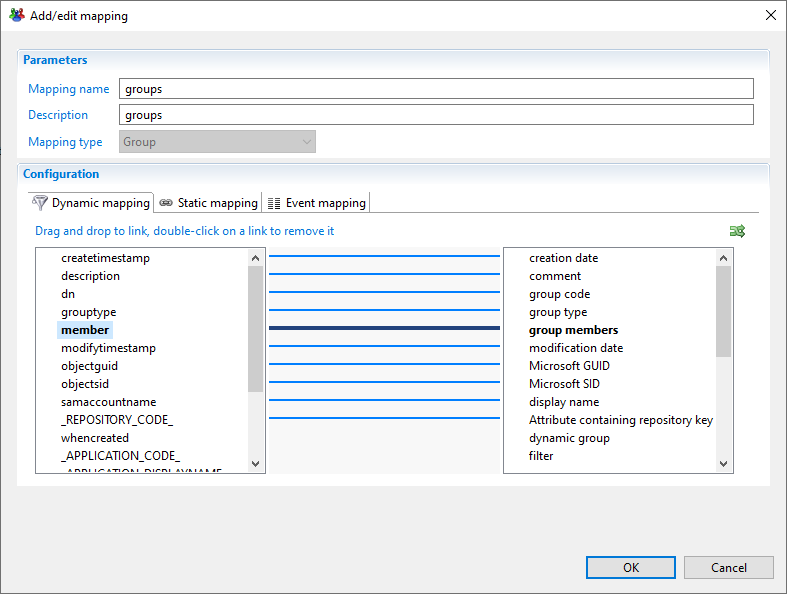 Add/edit mapping
Parameters
Mapping name groups
Description groups
Mapping type Group
Configuration
Dynamic mapping Static mapping Event mapping
Drag and drop to link, double-click on a link to remove it
createtimestamp creation date
description comment
dn group code
grouptype group type
member group members
modifytimestamp modification date
objectguid Microsoft GUID
objectsid Microsoft SID
samaccountname display name
_REPOSITORY_CODE_ Attribute containing repository key
whencreated dynamic group
_APPLICATION_CODE_ filter
_APPLICATION_DISPLAYNAME
OK Cancel